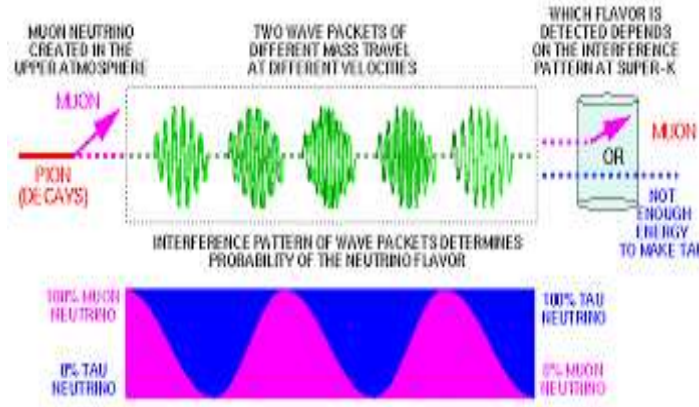 MUON NEUTRINO
CREATED IN THE
UPPER ATMOSPHERE
TWO WAVE PACKETS OF
DIFFERENT MASS TRAVEL
AT DIFFERENT VELOCITIES
WHICH FLAVOR IS
DETECTED DEPENDS
ON THE INTERFERENCE
PATTERN AT SUPER-K
MUON
PION
(DECAYS)
MUON
OR
NOT
ENOUGH
ENERGY
TO MAKE TAU
INTERFERENCE PATTERN OF WAVE PACKETS DETERMINES
PROBABILITY OF THE NEUTRINO FLAVOR
100% MUON
NEUTRINO
0% TAU
NEUTRINO
100% TAU
NEUTRINO
0% MUON
NEUTRINO